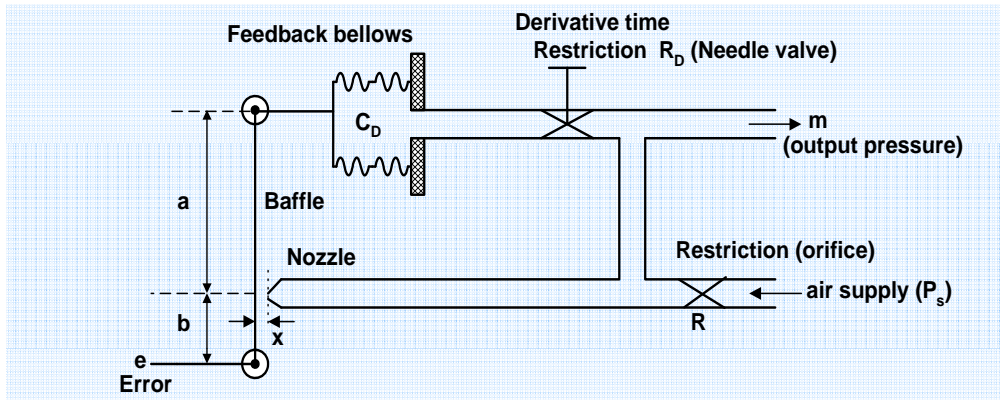 Derivative time
Feedback bellows
Restriction R_D (Needle valve)
C_D
m
(output pressure)
a
Baffle
Nozzle
Restriction (orifice)
air supply (P_s)
b
x
R
e
Error